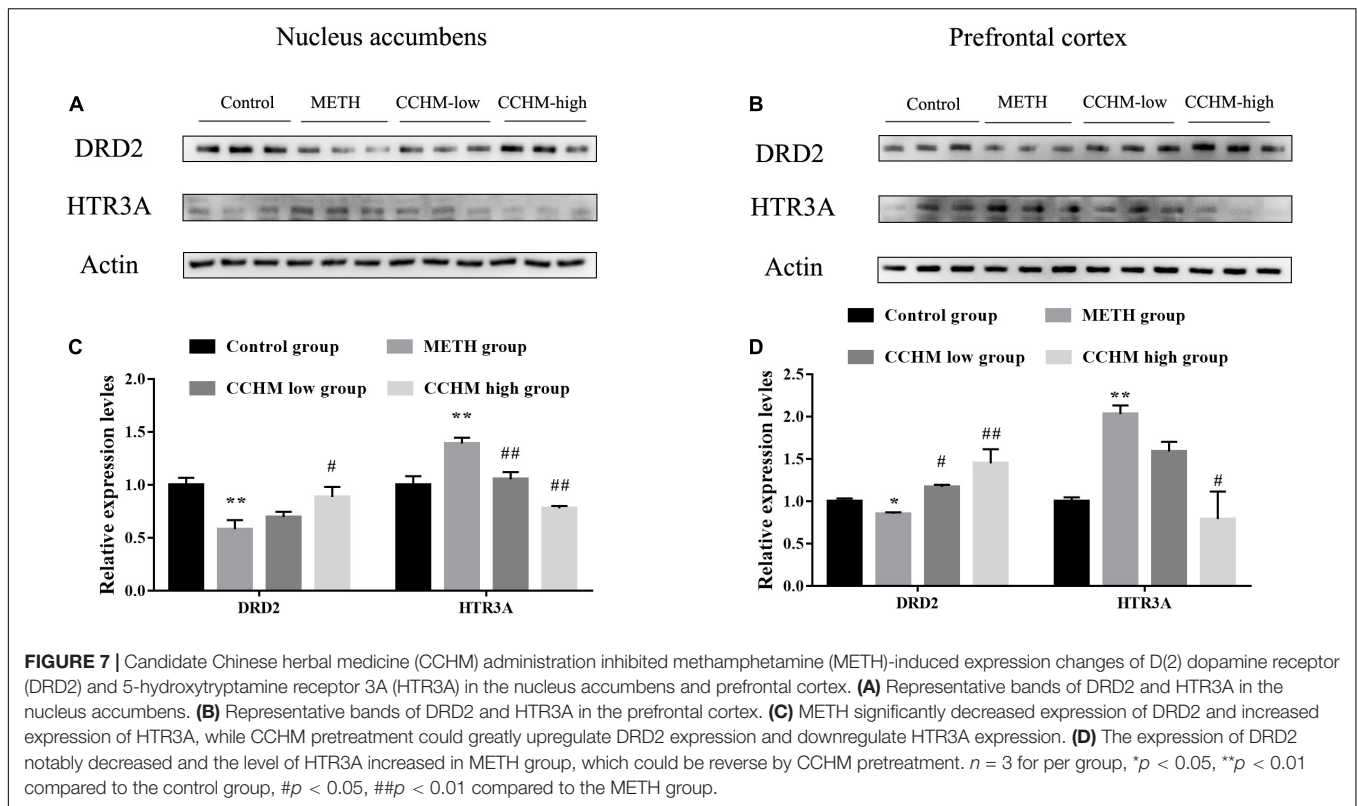 Nucleus accumbens
Prefrontal cortex
A
Control METH CCHM-low CCHM-high
DRD2
HTR3A
Actin
B
Control METH CCHM-low CCHM-high
DRD2
HTR3A
Actin
C
Control group METH group
CCHM low group CCHM high group
Relative expression levles
2.0
1.5
1.0
0.5
0.0
** # ** ## ##
DRD2 HTR3A
D
Control group METH group
CCHM low group CCHM high group
Relative expression levles
2.5
2.0
1.5
1.0
0.5
0.0
* # ## ** #
DRD2 HTR3A
FIGURE 7 | Candidate Chinese herbal medicine (CCHM) administration inhibited methamphetamine (METH)-induced expression changes of D(2) dopamine receptor
(DRD2) and 5-hydroxytryptamine receptor 3A (HTR3A) in the nucleus accumbens and prefrontal cortex. (A) Representative bands of DRD2 and HTR3A in the
nucleus accumbens. (B) Representative bands of DRD2 and HTR3A in the prefrontal cortex. (C) METH significantly decreased expression of DRD2 and increased
expression of HTR3A, while CCHM pretreatment could greatly upregulate DRD2 expression and downregulate HTR3A expression. (D) The expression of DRD2
notably decreased and the level of HTR3A increased in METH group, which could be reverse by CCHM pretreatment. n = 3 for per group, *p < 0.05, **p < 0.01
compared to the control group, #p < 0.05, ##p < 0.01 compared to the METH group.